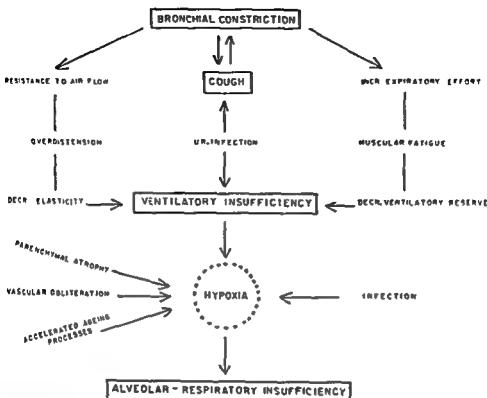 BRONCHIAL CONSTRICTION
RESISTANCE TO AIR FLOW
COUGH
INCR EXPIRATORY EFFORT
OVERDISTENSION
UR. INFECTION
MUSCULAR FATIGUE
DECR. ELASTICITY
VENTILATORY INSUFFICIENCY
DECR. VENTILATORY RESERVE
PARENCHYMAL ATROPHY
VASCULAR OBLITERATION
HYPOXIA
INFECTION
ACCELERATED AGEING
PROCESSES
ALVEOLAR - RESPIRATORY INSUFFICIENCY